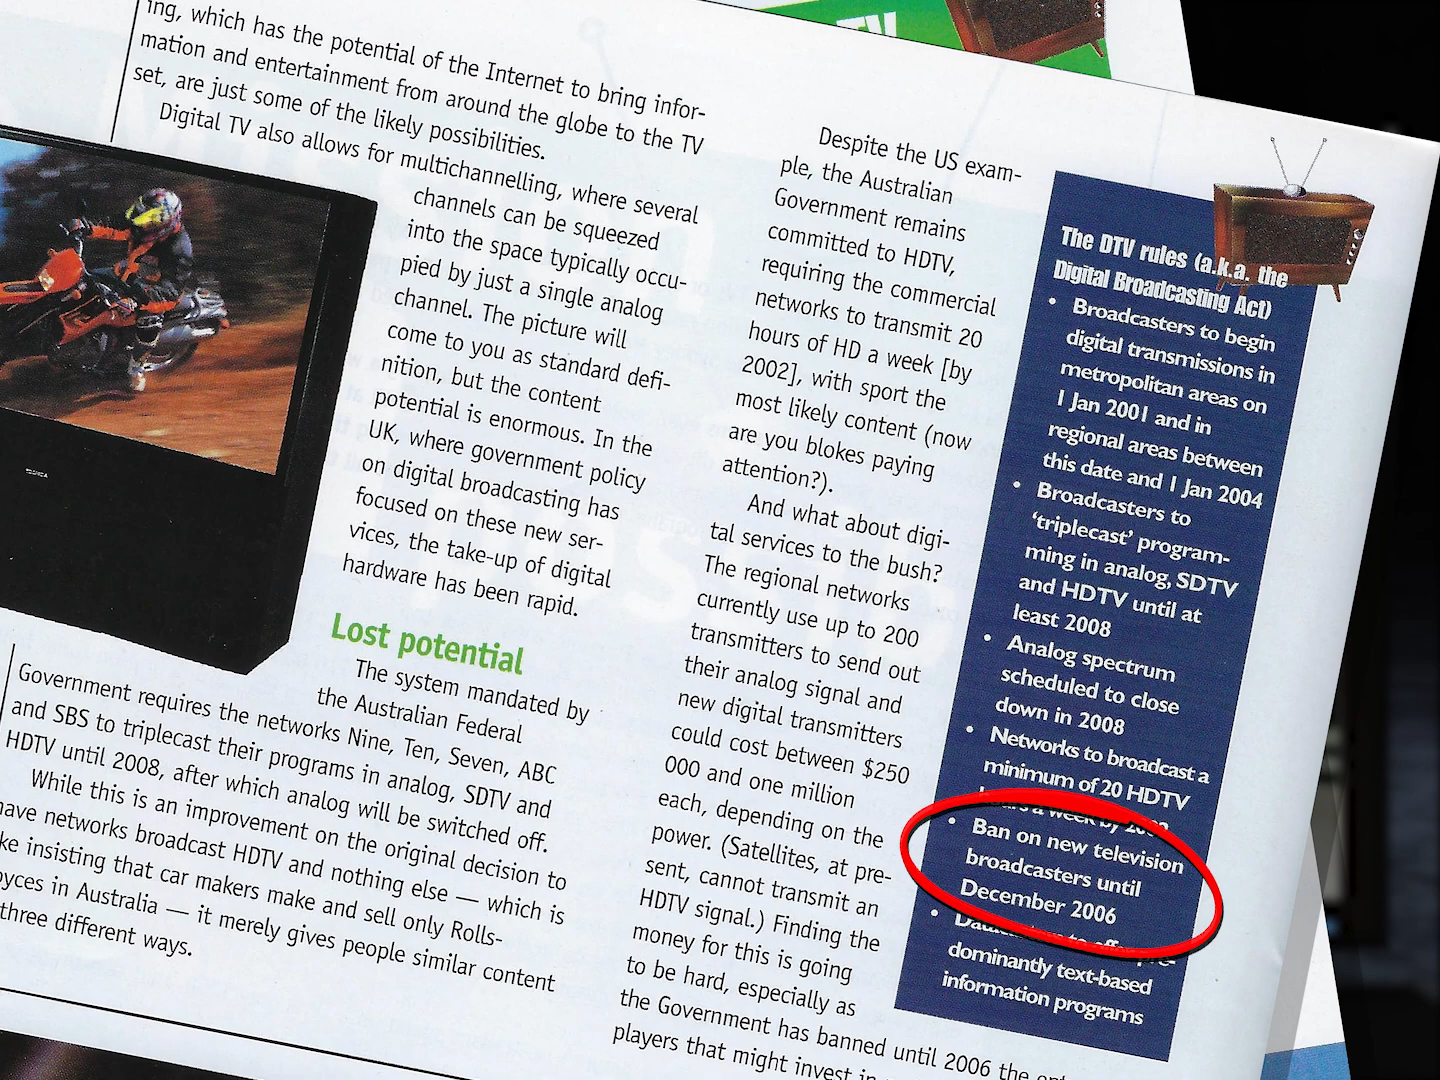 TV
ing, which has the potential of the Internet to bring infor-
mation and entertainment from around the globe to the TV
set, are just some of the likely possibilities.
Digital TV also allows for multichannelling, where several
channels can be squeezed
into the space typically occu-
pied by just a single analog
channel. The picture will
come to you as standard defi-
nition, but the content
potential is enormous. In the
UK, where government policy
on digital broadcasting has
focused on these new ser-
vices, the take-up of digital
hardware has been rapid.
Lost potential
The system mandated by
the Australian Federal
Government requires the networks Nine, Ten, Seven, ABC
and SBS to triplecast their programs in analog, SDTV and
HDTV until 2008, after which analog will be switched off.
While this is an improvement on the original decision to
have networks broadcast HDTV and nothing else — which is
ke insisting that car makers make and sell only Rolls-
oyces in Australia — it merely gives people similar content
three different ways.
Despite the US exam-
ple, the Australian
Government remains
committed to HDTV,
requiring the commercial
networks to transmit 20
hours of HD a week [by
2002], with sport the
most likely content (now
are you blokes paying
attention?).
And what about digi-
tal services to the bush?
The regional networks
currently use up to 200
transmitters to send out
their analog signal and
new digital transmitters
could cost between $250
000 and one million
each, depending on the
power. (Satellites, at pre-
sent, cannot transmit an
HDTV signal.) Finding the
money for this is going
to be hard, especially as
the Government has banned until 2006 the
players that might invest in
The DTV rules (a.k.a. the
Digital Broadcasting Act)
• Broadcasters to begin
digital transmissions in
metropolitan areas on
1 Jan 2001 and in
regional areas between
this date and 1 Jan 2004
• Broadcasters to
'triplecast' program-
ming in analog, SDTV
and HDTV until at
least 2008
• Analog spectrum
scheduled to close
down in 2008
• Networks to broadcast a
minimum of 20 HDTV
hours a week by 2002
• Ban on new television
broadcasters until
December 2006
• to offer pre-
dominantly text-based
information programs